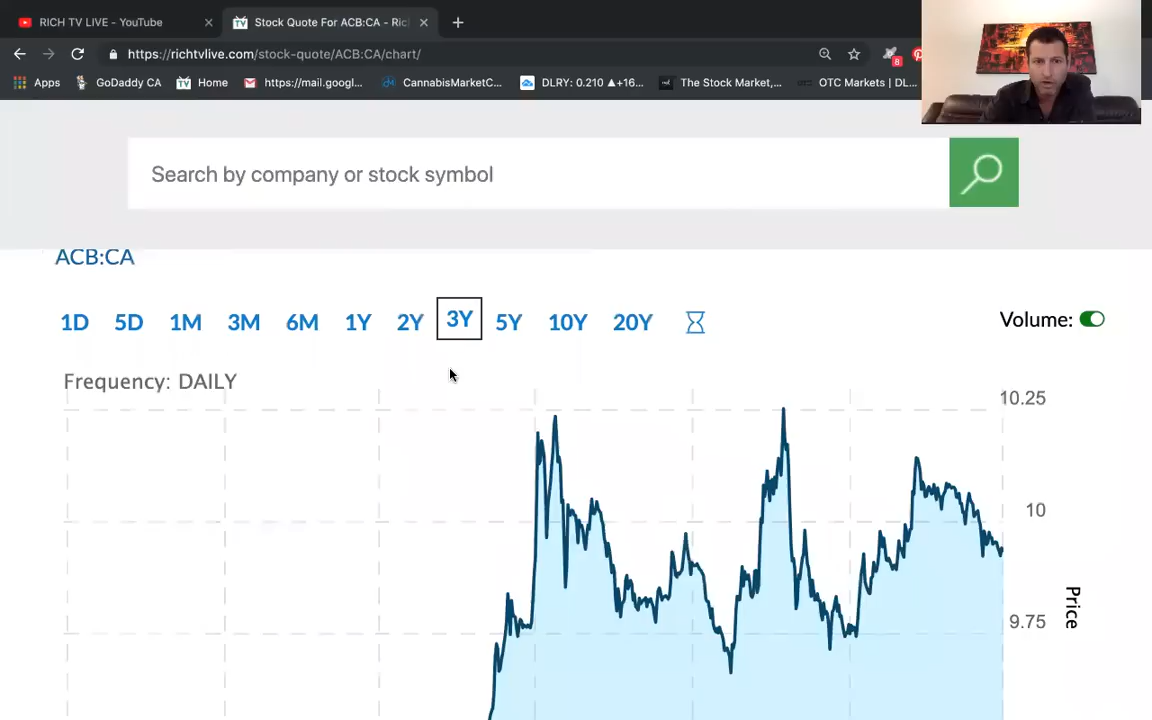 RICH TV LIVE - YouTube
Stock Quote For ACB:CA - Ric
https://richtvlive.com/stock-quote/ACB:CA/chart/
8
Apps
GoDaddy CA
TV
Home
https://mail.googl...
CannabisMarketC...
DLRY: 0.210 ▲+16...
The Stock Market,...
OTC Markets | DL...
Search by company or stock symbol
ACB:CA
1D 5D 1M 3M 6M 1Y 2Y 3Y 5Y 10Y 20Y
Volume:
Frequency: DAILY
10.25
10
9.75
Price